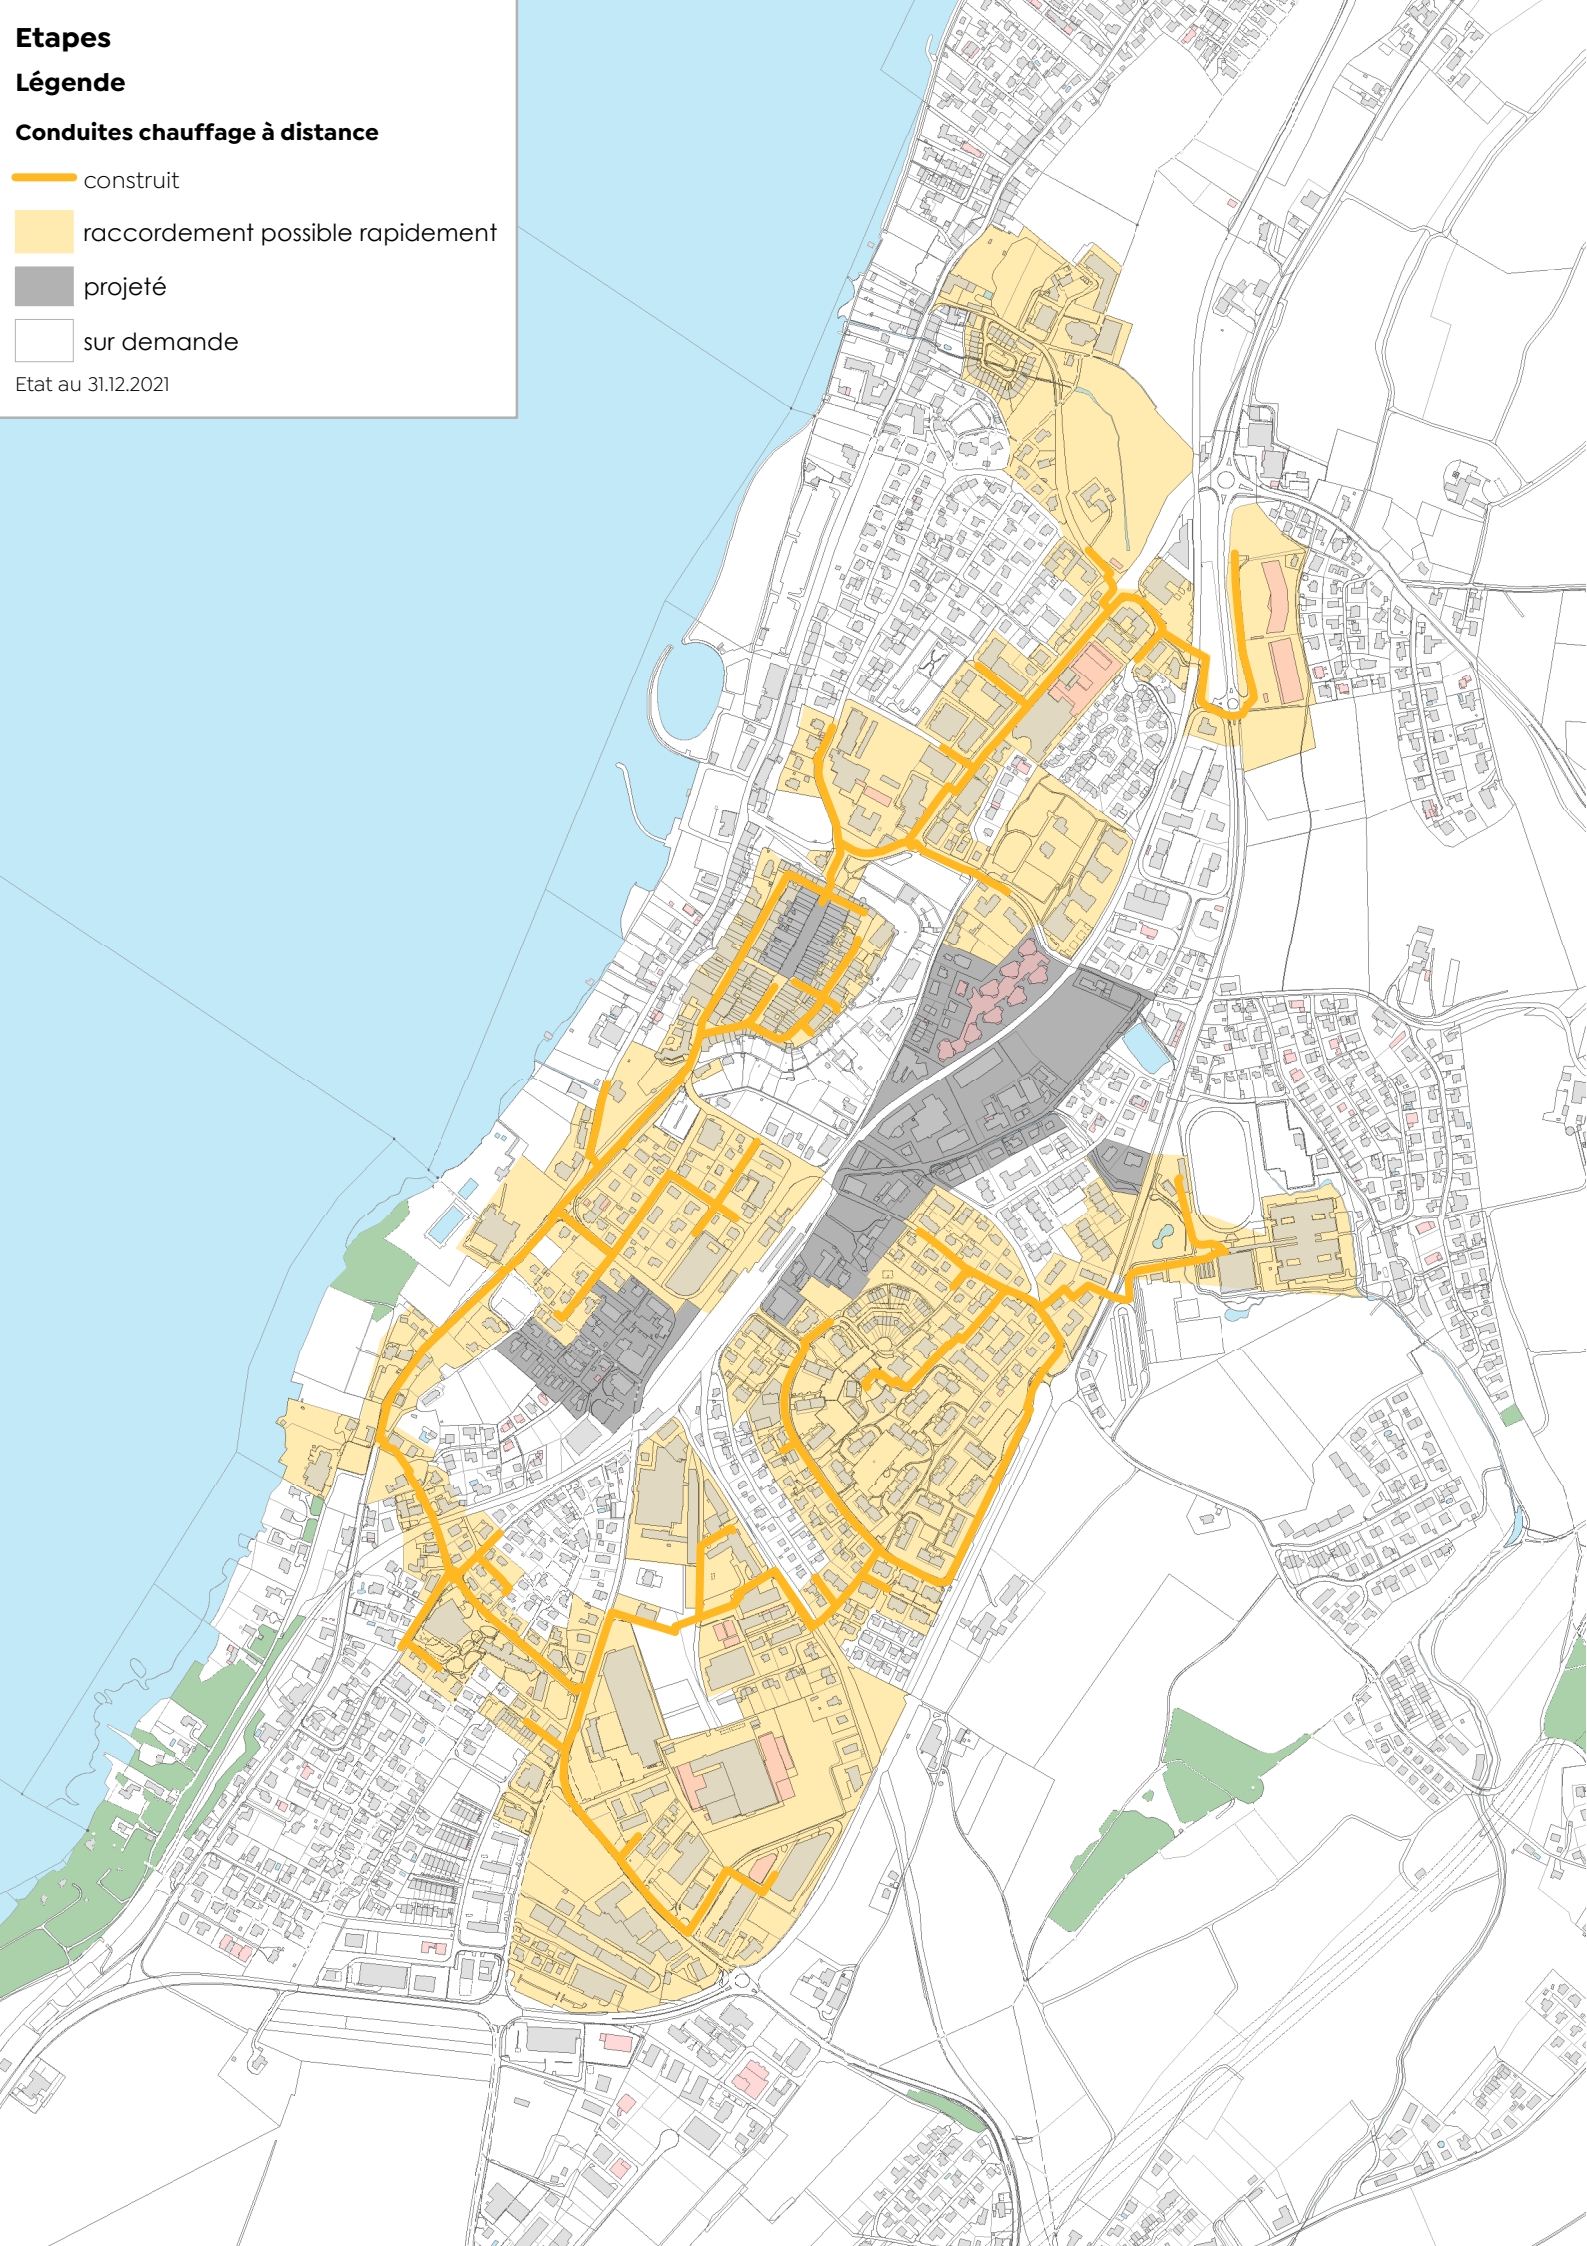 Etapes
Légende
Conduites chauffage à distance
construit
raccordement possible rapidement
projeté
sur demande
Etat au 31.12.2021